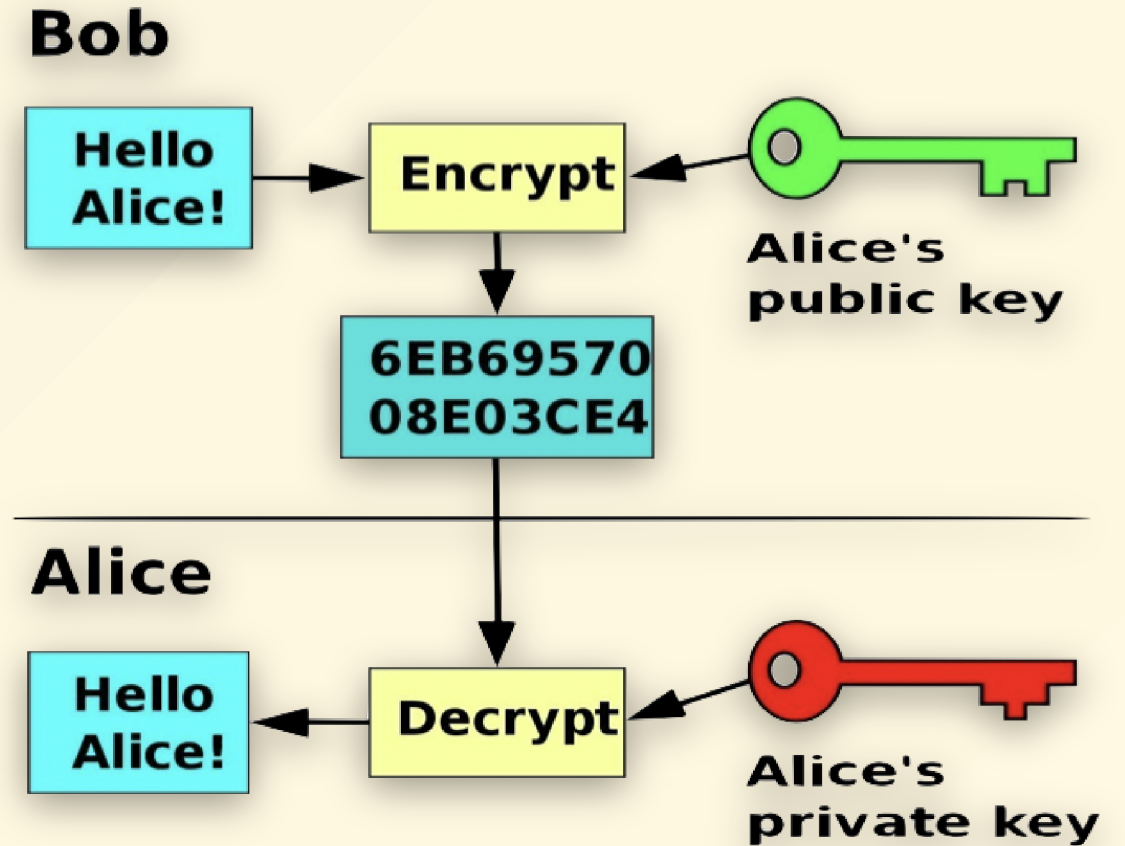 Bob
Hello
Alice!
Encrypt
Alice's
public key
6EB69570
08E03CE4
Alice
Hello
Alice!
Decrypt
Alice's
private key